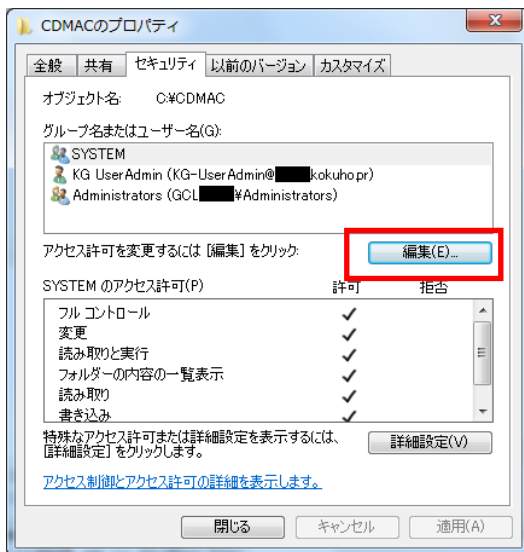 CDMACのプロパティ
全般 共有 セキュリティ 以前のバージョン カスタマイズ
オブジェクト名: C:¥CDMAC
グループ名またはユーザー名(G):
SYSTEM
KG UserAdmin (KG-UserAdmin@ kokuho.pr)
Administrators (GCL ¥Administrators)
アクセス許可を変更するには [編集] をクリック: 編集(E)...
SYSTEM のアクセス許可(P) 許可 拒否
フル コントロール
変更
読み取りと実行
フォルダーの内容の一覧表示
読み取り
書き込み
特殊なアクセス許可または詳細設定を表示するには、 詳細設定(V)
[詳細設定] をクリックします。
アクセス制御とアクセス許可の詳細を表示します。
閉じる キャンセル 適用(A)